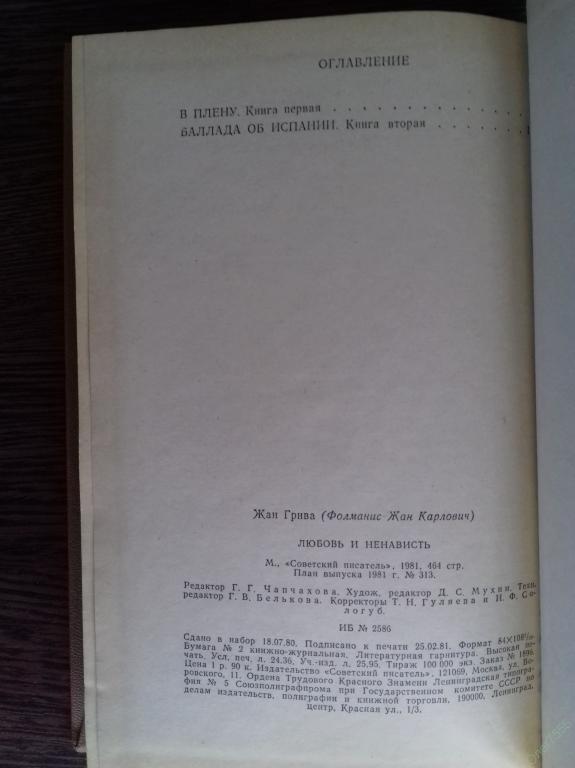 ОГЛАВЛЕНИЕ
В ПЛЕНУ. Книга первая . . . . . . . . . . .
БАЛЛАДА ОБ ИСПАНИИ. Книга вторая . . . . . .
Жан Грива (Фолманис Жан Карлович)
ЛЮБОВЬ И НЕНАВИСТЬ
М., «Советский писатель», 1981, 464 стр.
План выпуска 1981 г. № 313.
Редактор Г. Г. Чапчахова. Худож. редактор Д. С. Мухин. Техн.
редактор Г. В. Белькова. Корректоры Т. Н. Гуляева и Н. Ф. Со-
логуб.
ИБ № 2586
Сдано в набор 18.07.80. Подписано к печати 25.02.81. Формат 84×108¹/₃₂.
Бумага № 2 книжно-журнальная. Литературная гарнитура. Высокая пе-
чать. Усл. печ. л. 24,36. Уч.-изд. л. 25,95. Тираж 100 000 экз. Заказ № 1896.
Цена 1 р. 90 к. Издательство «Советский писатель», 121069, Москва, ул. Во-
ровского, 11. Ордена Трудового Красного Знамени Ленинградская типогра-
фия № 5 Союзполиграфпрома при Государственном комитете СССР по
делам издательств, полиграфии и книжной торговли, 190000, Ленинград,
центр, Красная ул., 1/3.